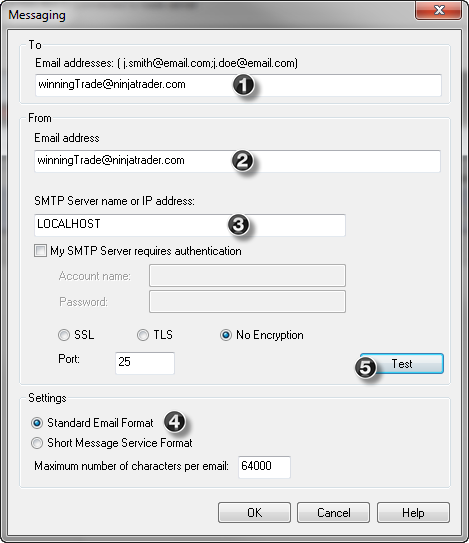 Messaging
To
Email addresses: ( j.smith@email.com;j.doe@email.com)
winningTrade@ninjatrader.com 1
From
Email address
winningTrade@ninjatrader.com 2
SMTP Server name or IP address:
LOCALHOST 3
My SMTP Server requires authentication
Account name:
Password:
SSL TLS No Encryption
Port: 25
5 Test
Settings
Standard Email Format 4
Short Message Service Format
Maximum number of characters per email: 64000
OK Cancel Help